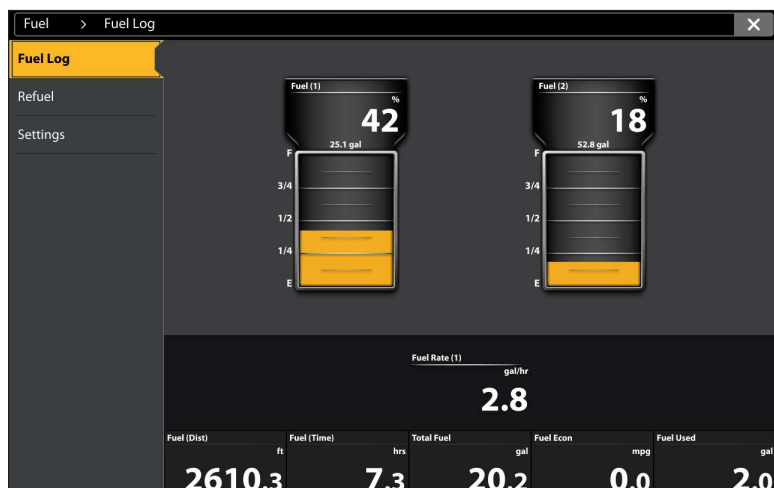 Fuel > Fuel Log
Fuel Log
Refuel
Settings
Fuel (1)
%
42
25.1 gal
F
3/4
1/2
1/4
E
Fuel (2)
%
18
52.8 gal
F
3/4
1/2
1/4
E
Fuel Rate (1)
gal/hr
2.8
Fuel (Dist)
ft
2610.3
Fuel (Time)
hrs
7.3
Total Fuel
gal
20.2
Fuel Econ
mpg
0.0
Fuel Used
gal
2.0